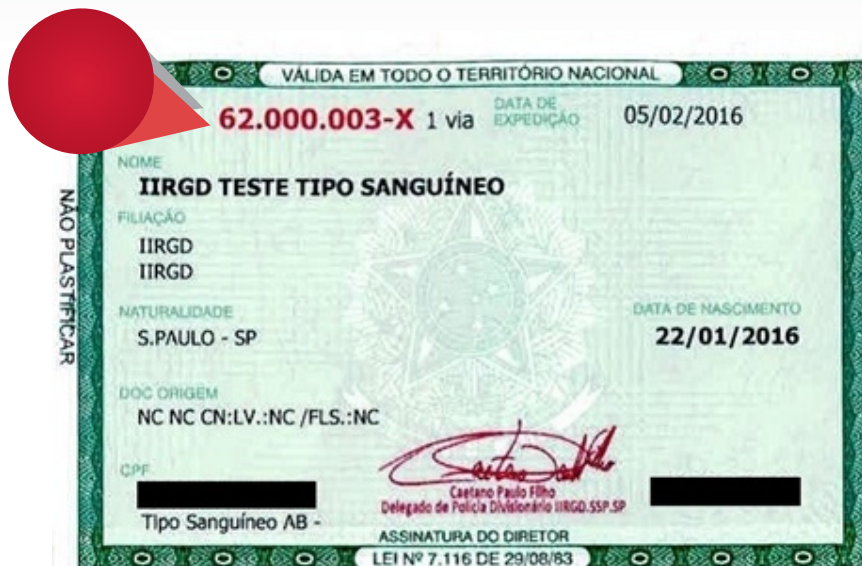 VÁLIDA EM TODO O TERRITÓRIO NACIONAL
62.000.003-X 1 via DATA DE EXPEDIÇÃO 05/02/2016
NOME
IIRGD TESTE TIPO SANGUÍNEO
FILIAÇÃO
IIRGD
IIRGD
NATURALIDADE
S.PAULO - SP
DATA DE NASCIMENTO
22/01/2016
DOC ORIGEM
NC NC CN:LV.:NC /FLS.:NC
CPF
Tipo Sanguíneo AB -
Caetano Paulo Filho
Delegado de Polícia Divisionário IIRGD.SSP.SP
ASSINATURA DO DIRETOR
LEI Nº 7.116 DE 29/08/83
NÃO PLASTIFICAR